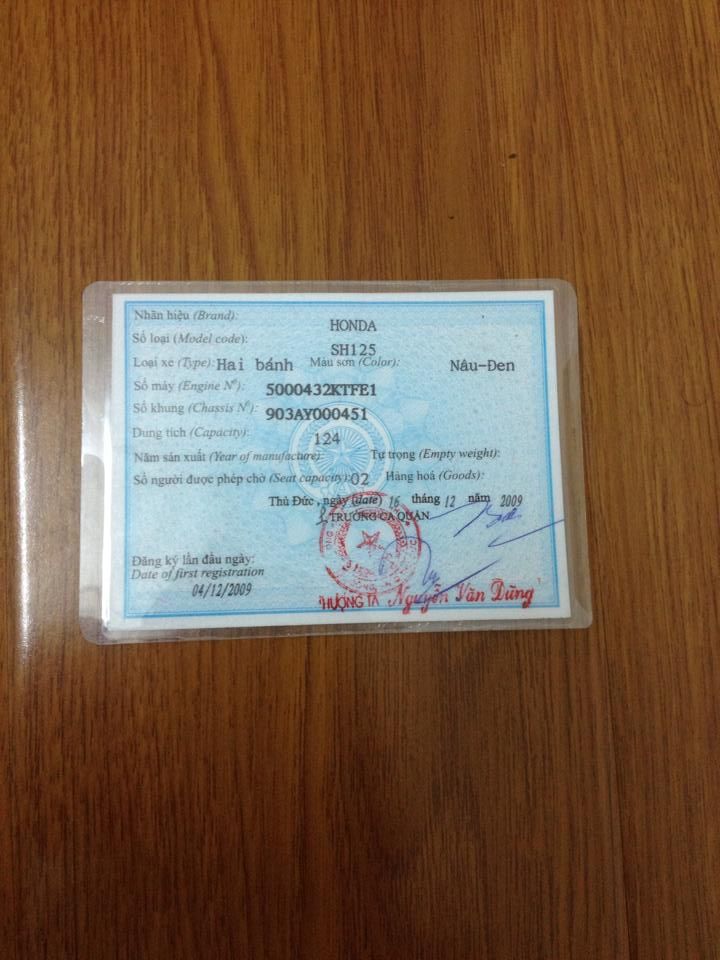 Nhãn hiệu (Brand):
HONDA
Số loại (Model code):
SH125
Loại xe (Type): Hai bánh Màu sơn (Color): Nâu-Đen
Số máy (Engine Nº): 5000432KTFE1
Số khung (Chassis Nº): 903AY000451
Dung tích (Capacity): 124
Năm sản xuất (Year of manufacture): Tự trọng (Empty weight):
Số người được phép chở (Seat capacity): 02 Hàng hoá (Goods):
Thủ Đức, ngày (date) 16 tháng 12 năm 2009
TRƯỞNG CA QUẬN
Đăng ký lần đầu ngày:
Date of first registration
04/12/2009
THƯỢNG TÁ Nguyễn Văn Dũng